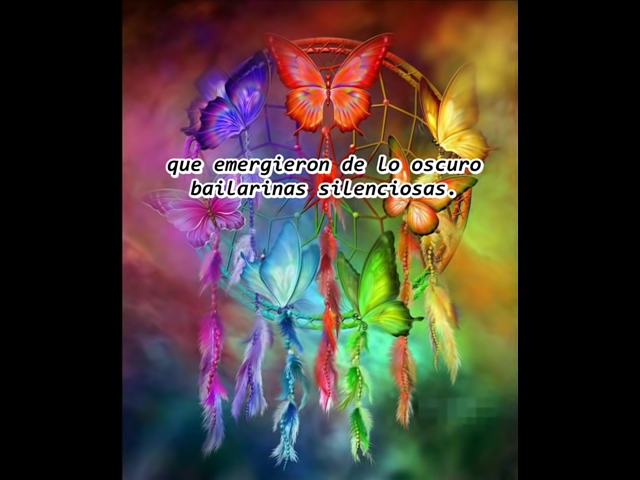 que emergieron de lo oscuro
bailarinas silenciosas.